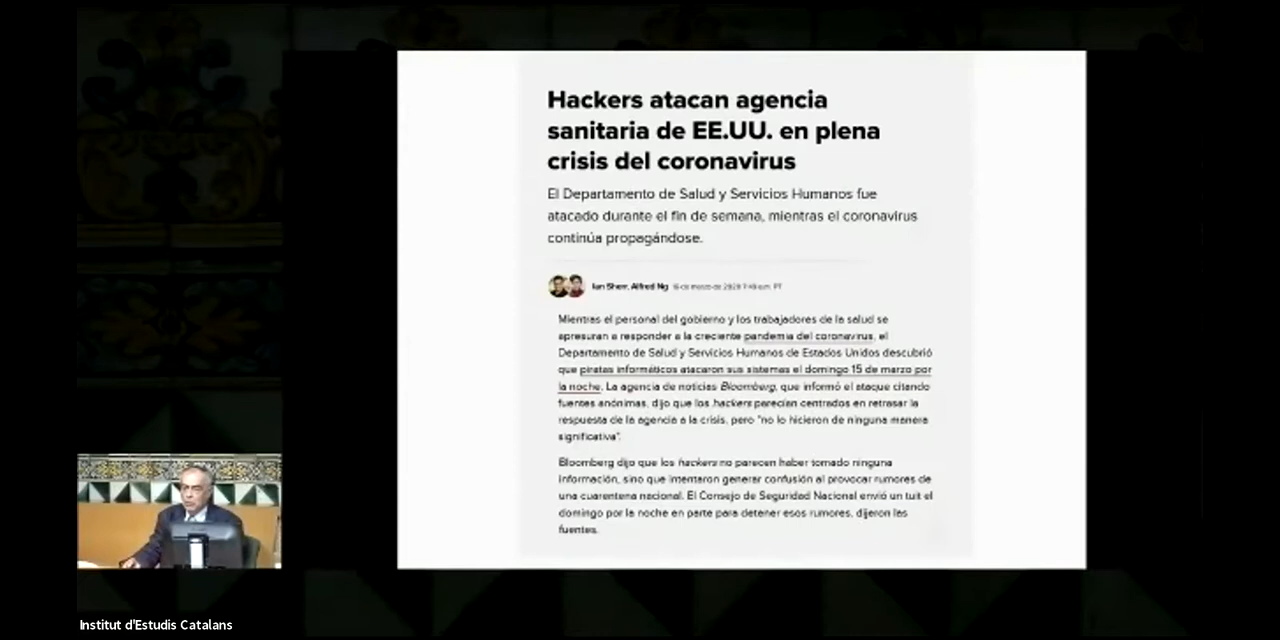 Hackers atacan agencia
sanitaria de EE.UU. en plena
crisis del coronavirus
El Departamento de Salud y Servicios Humanos fue
atacado durante el fin de semana, mientras el coronavirus
continúa propagándose.
Ian Sherr, Alfred Ng 16 de marzo de 2020 7:49 a.m. PT
Mientras el personal del gobierno y los trabajadores de la salud se
apresuran a responder a la creciente pandemia del coronavirus, el
Departamento de Salud y Servicios Humanos de Estados Unidos descubrió
que piratas informáticos atacaron sus sistemas el domingo 15 de marzo por
la noche. La agencia de noticias Bloomberg, que informó el ataque citando
fuentes anónimas, dijo que los hackers parecían centrados en retrasar la
respuesta de la agencia a la crisis, pero "no lo hicieron de ninguna manera
significativa".
Bloomberg dijo que los hackers no parecen haber tomado ninguna
información, sino que intentaron generar confusión al provocar rumores de
una cuarentena nacional. El Consejo de Seguridad Nacional envió un tuit el
domingo por la noche en parte para detener esos rumores, dijeron las
fuentes.
Institut d'Estudis Catalans